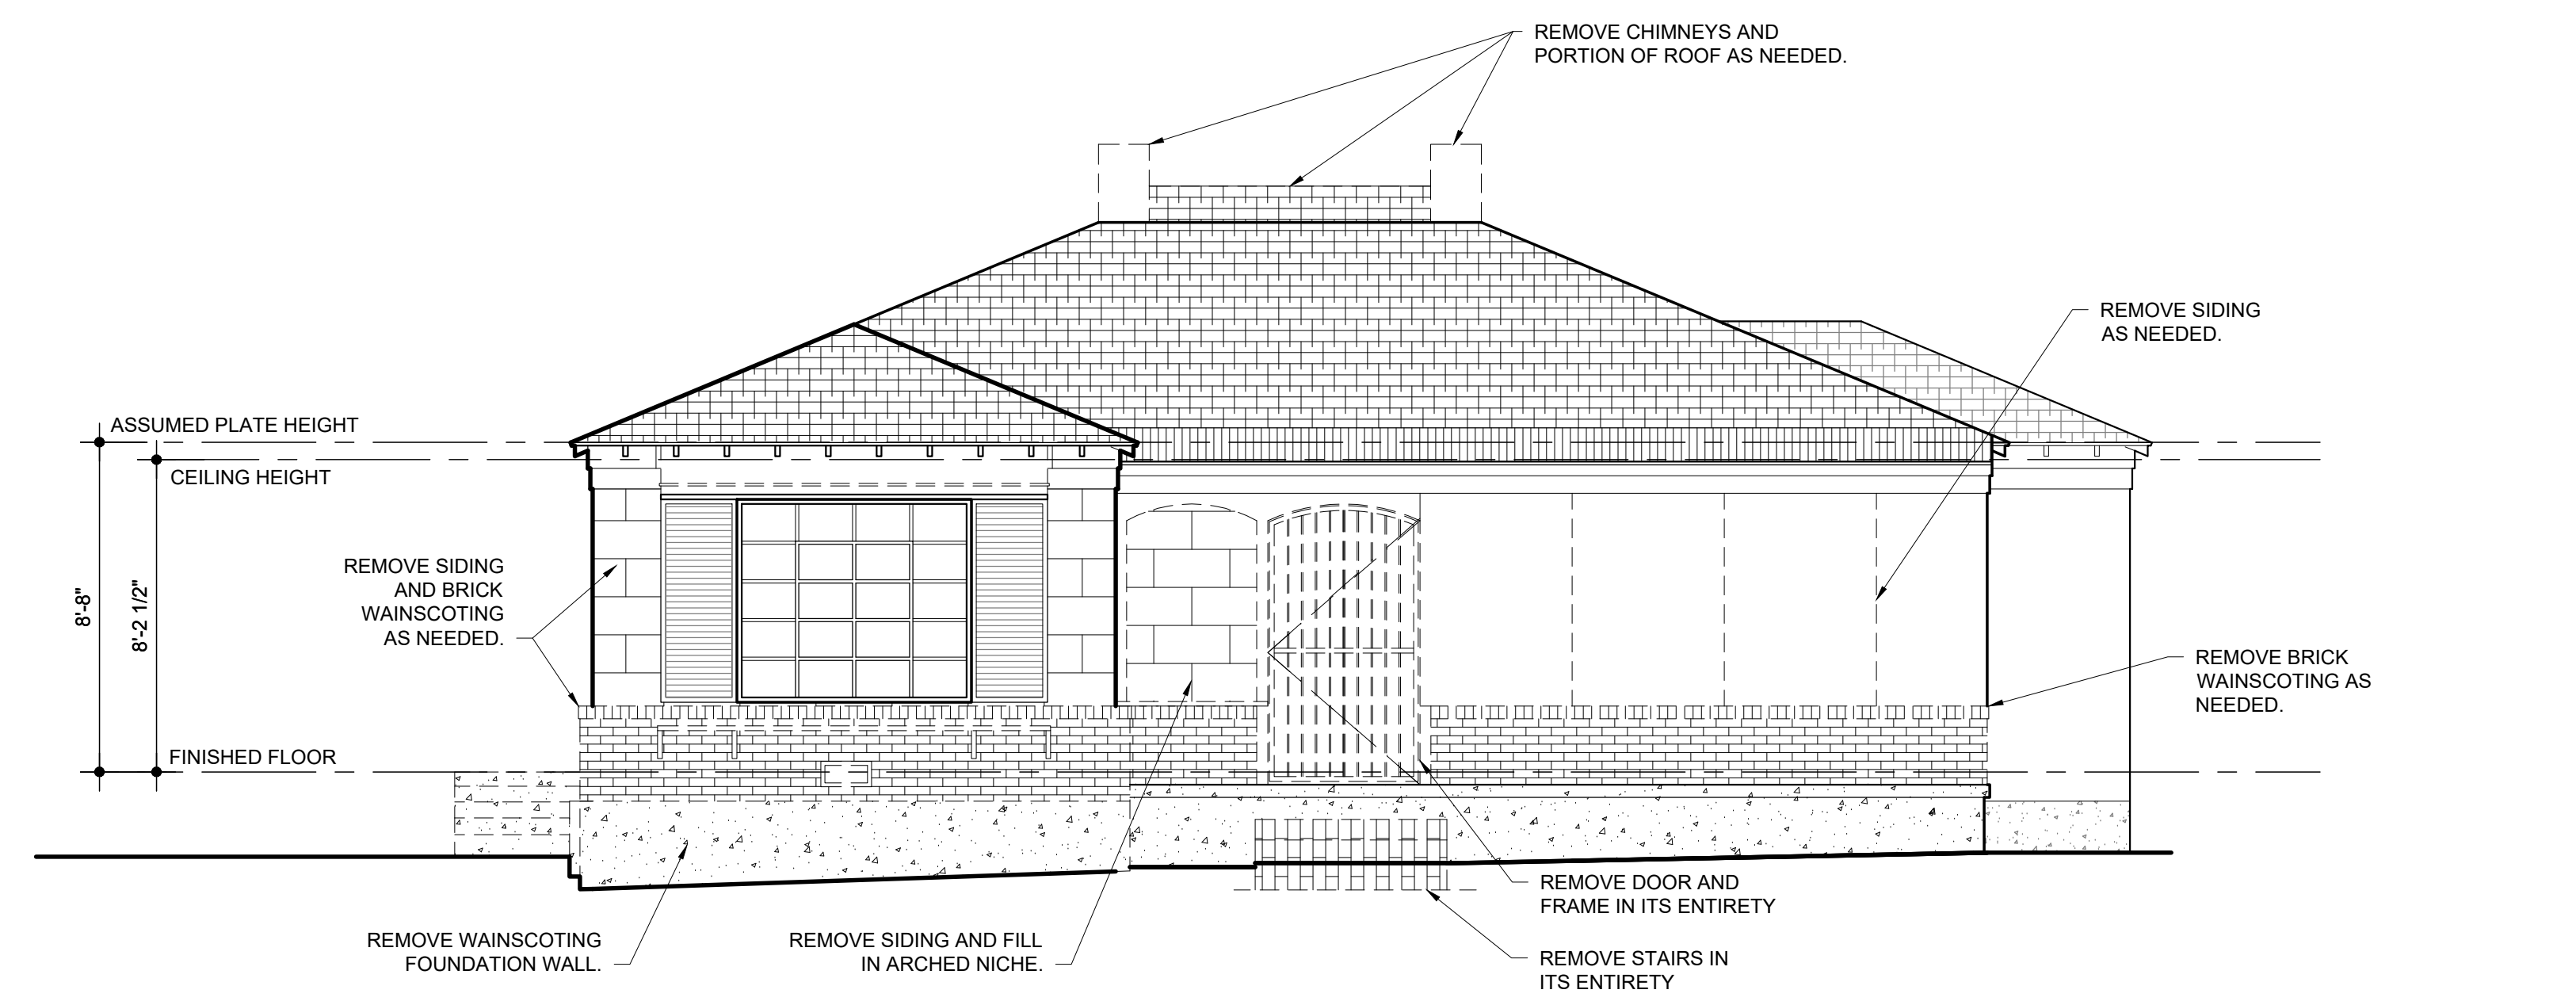 REMOVE CHIMNEYS AND
PORTION OF ROOF AS NEEDED.
REMOVE SIDING
AS NEEDED.
ASSUMED PLATE HEIGHT
CEILING HEIGHT
8'-8"
8'-2 1/2"
REMOVE SIDING
AND BRICK
WAINSCOTING
AS NEEDED.
REMOVE BRICK
WAINSCOTING AS
NEEDED.
FINISHED FLOOR
REMOVE DOOR AND
FRAME IN ITS ENTIRETY
REMOVE WAINSCOTING
FOUNDATION WALL.
REMOVE SIDING AND FILL
IN ARCHED NICHE.
REMOVE STAIRS IN
ITS ENTIRETY